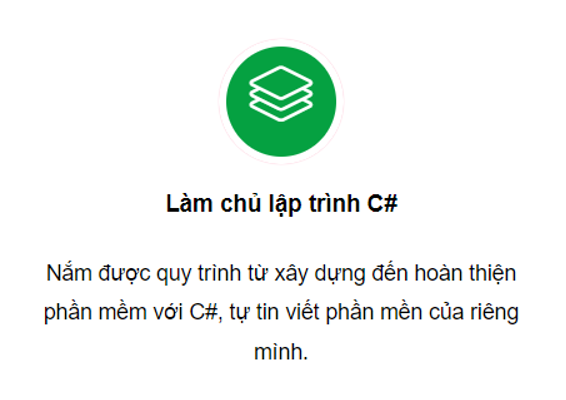 Làm chủ lập trình C#
Nắm được quy trình từ xây dựng đến hoàn thiện
phần mềm với C#, tự tin viết phần mền của riêng
mình.